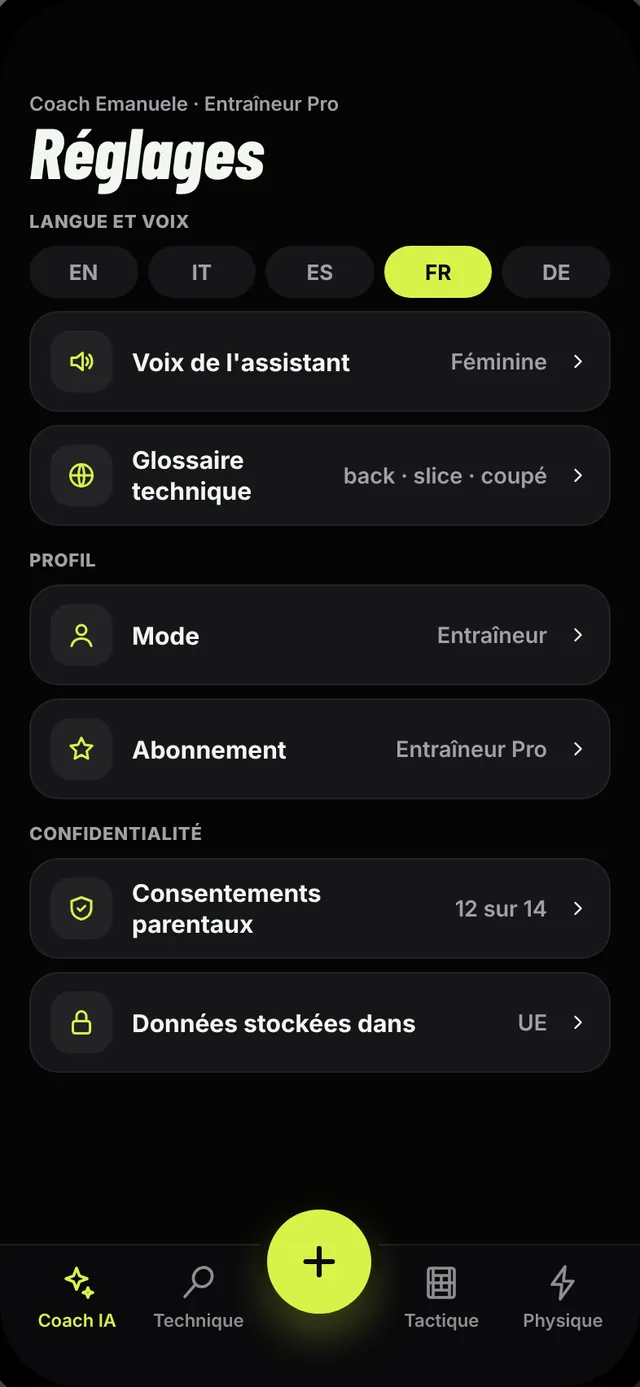 Coach Emanuele · Entraîneur Pro
Réglages
LANGUE ET VOIX
EN IT ES FR DE
Voix de l'assistant Féminine
Glossaire
technique
back · slice · coupé
PROFIL
Mode Entraîneur
Abonnement Entraîneur Pro
CONFIDENTIALITÉ
Consentements
parentaux
12 sur 14
Données stockées dans UE
Coach IA Technique Tactique Physique